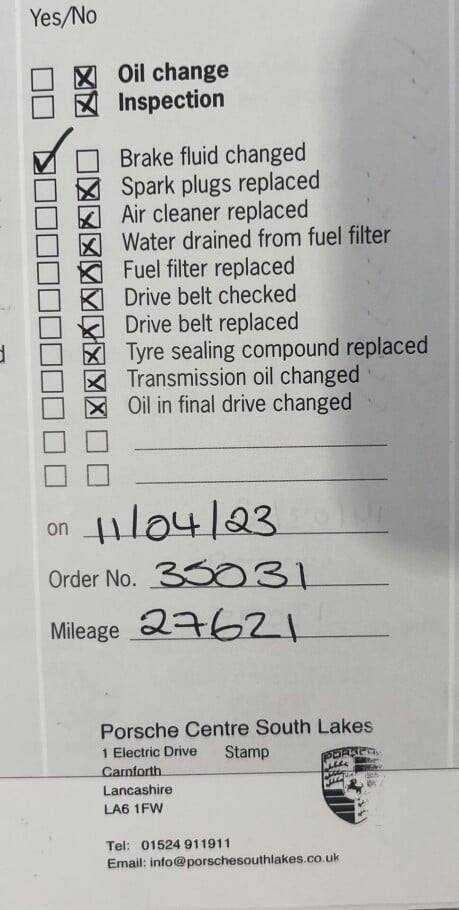 Yes/No
Oil change
Inspection
Brake fluid changed
Spark plugs replaced
Air cleaner replaced
Water drained from fuel filter
Fuel filter replaced
Drive belt checked
Drive belt replaced
Tyre sealing compound replaced
Transmission oil changed
Oil in final drive changed
on 11/04/23
Order No. 35031
Mileage 27621
Porsche Centre South Lakes
1 Electric Drive Stamp
Carnforth
Lancashire
LA6 1FW
PORSCHE
Tel: 01524 911911
Email: info@porschesouthlakes.co.uk